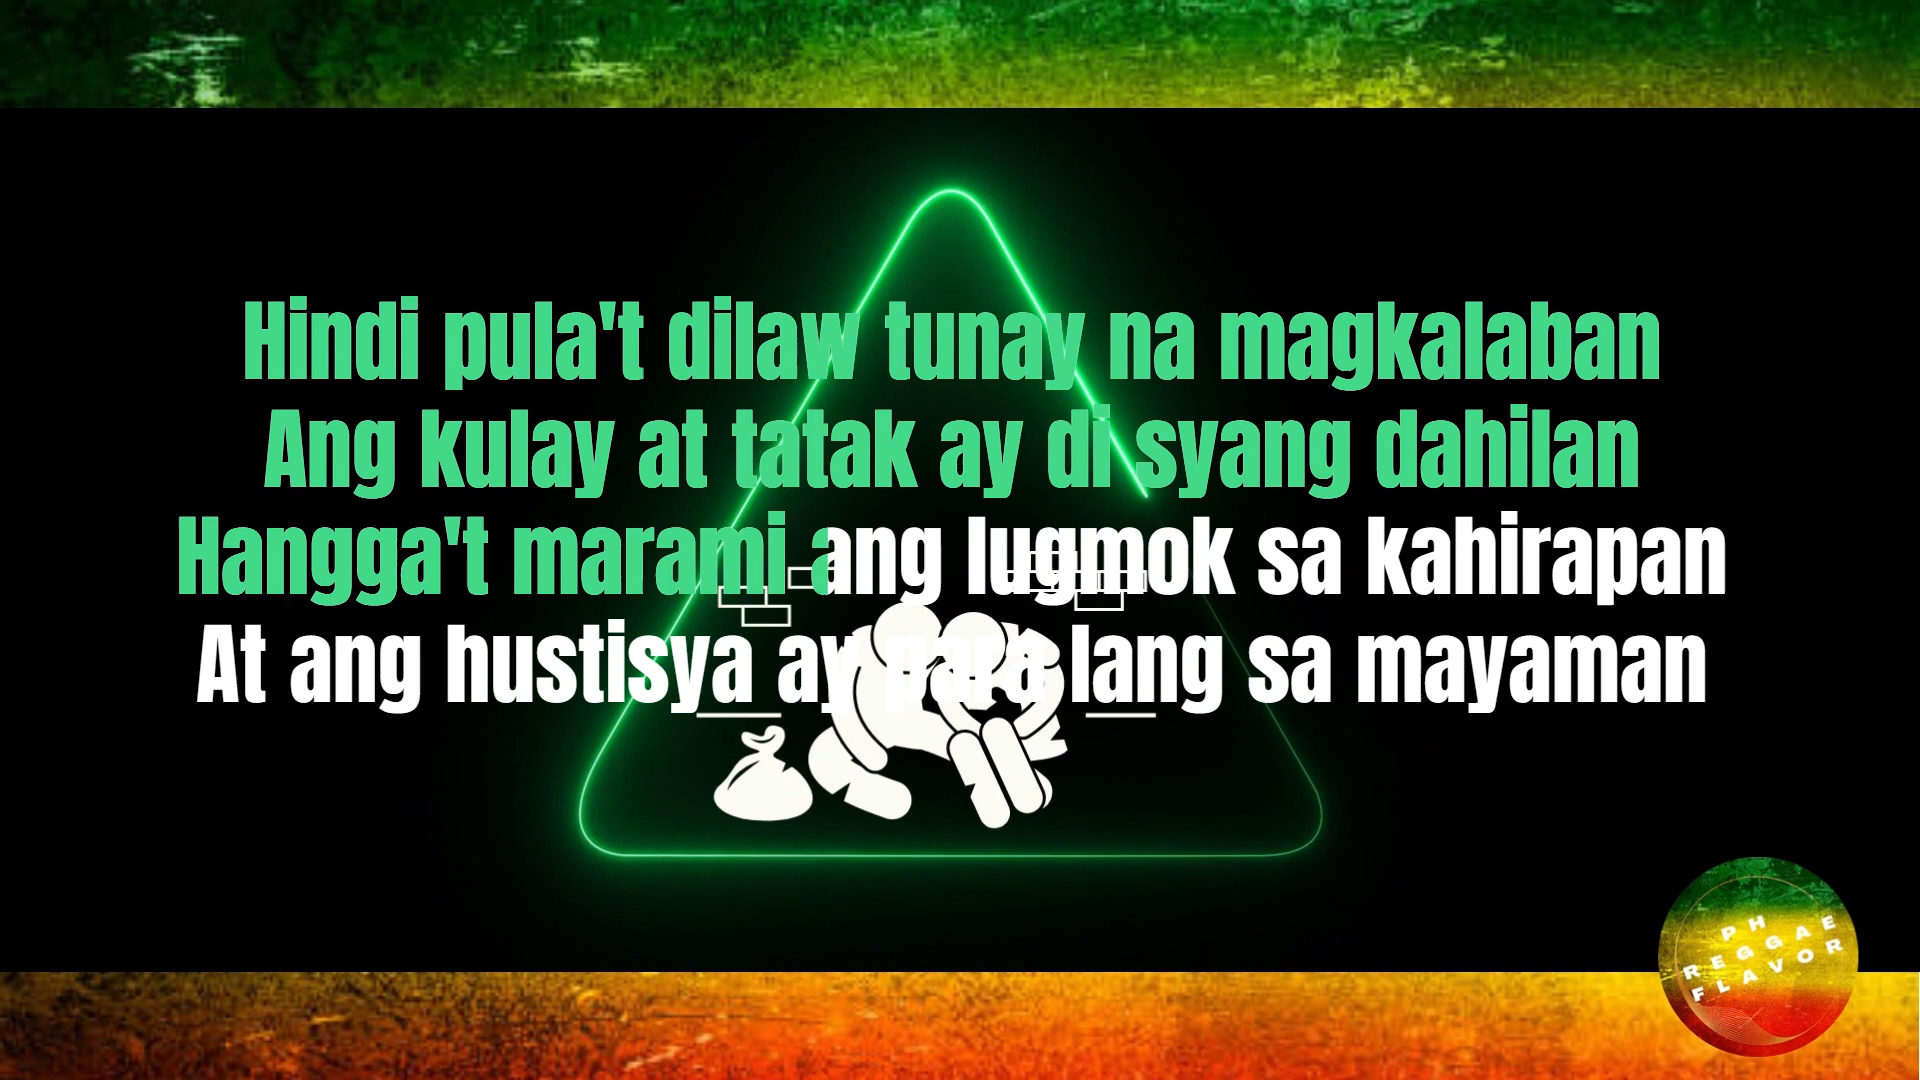 Hindi pula't dilaw tunay na magkalaban
Ang kulay at tatak ay di syang dahilan
Hangga't marami ang lugmok sa kahirapan
At ang hustisya ay para lang sa mayaman
PH
REGGAE
FLAVOR